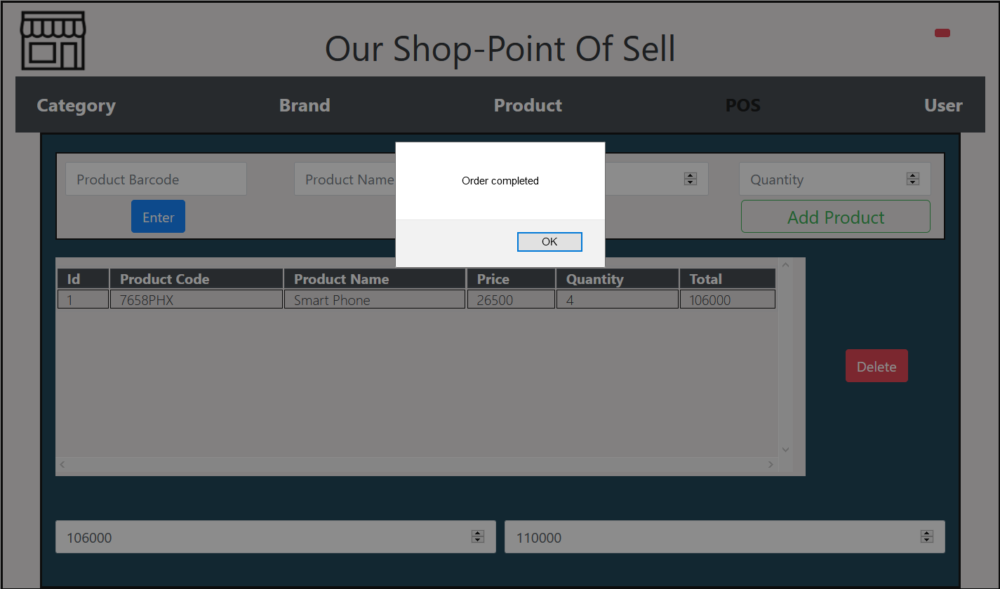 Our Shop-Point Of Sell
Category Brand Product POS User
Product Barcode Product Name Quantity
Order completed
Enter Add Product
OK
Id Product Code Product Name Price Quantity Total
1 7658PHX Smart Phone 26500 4 106000
Delete
106000 110000